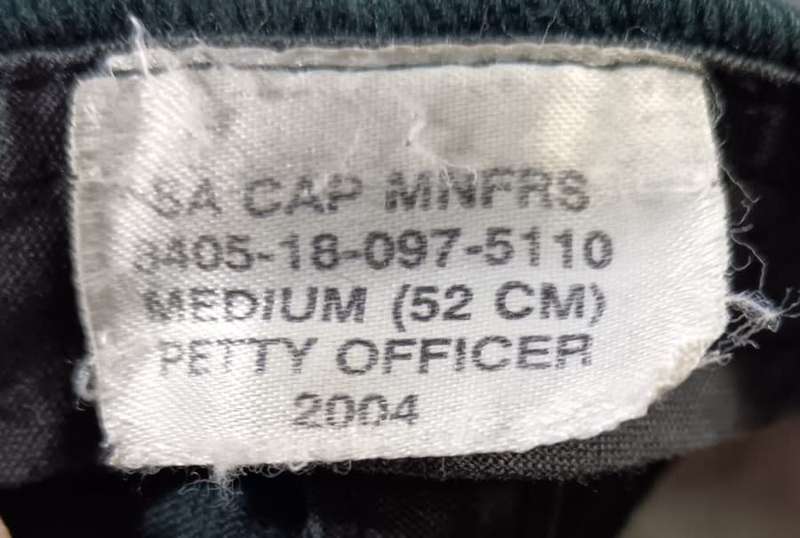 SA CAP MNFRS
8405-18-097-5110
MEDIUM (52 CM)
PETTY OFFICER
2004